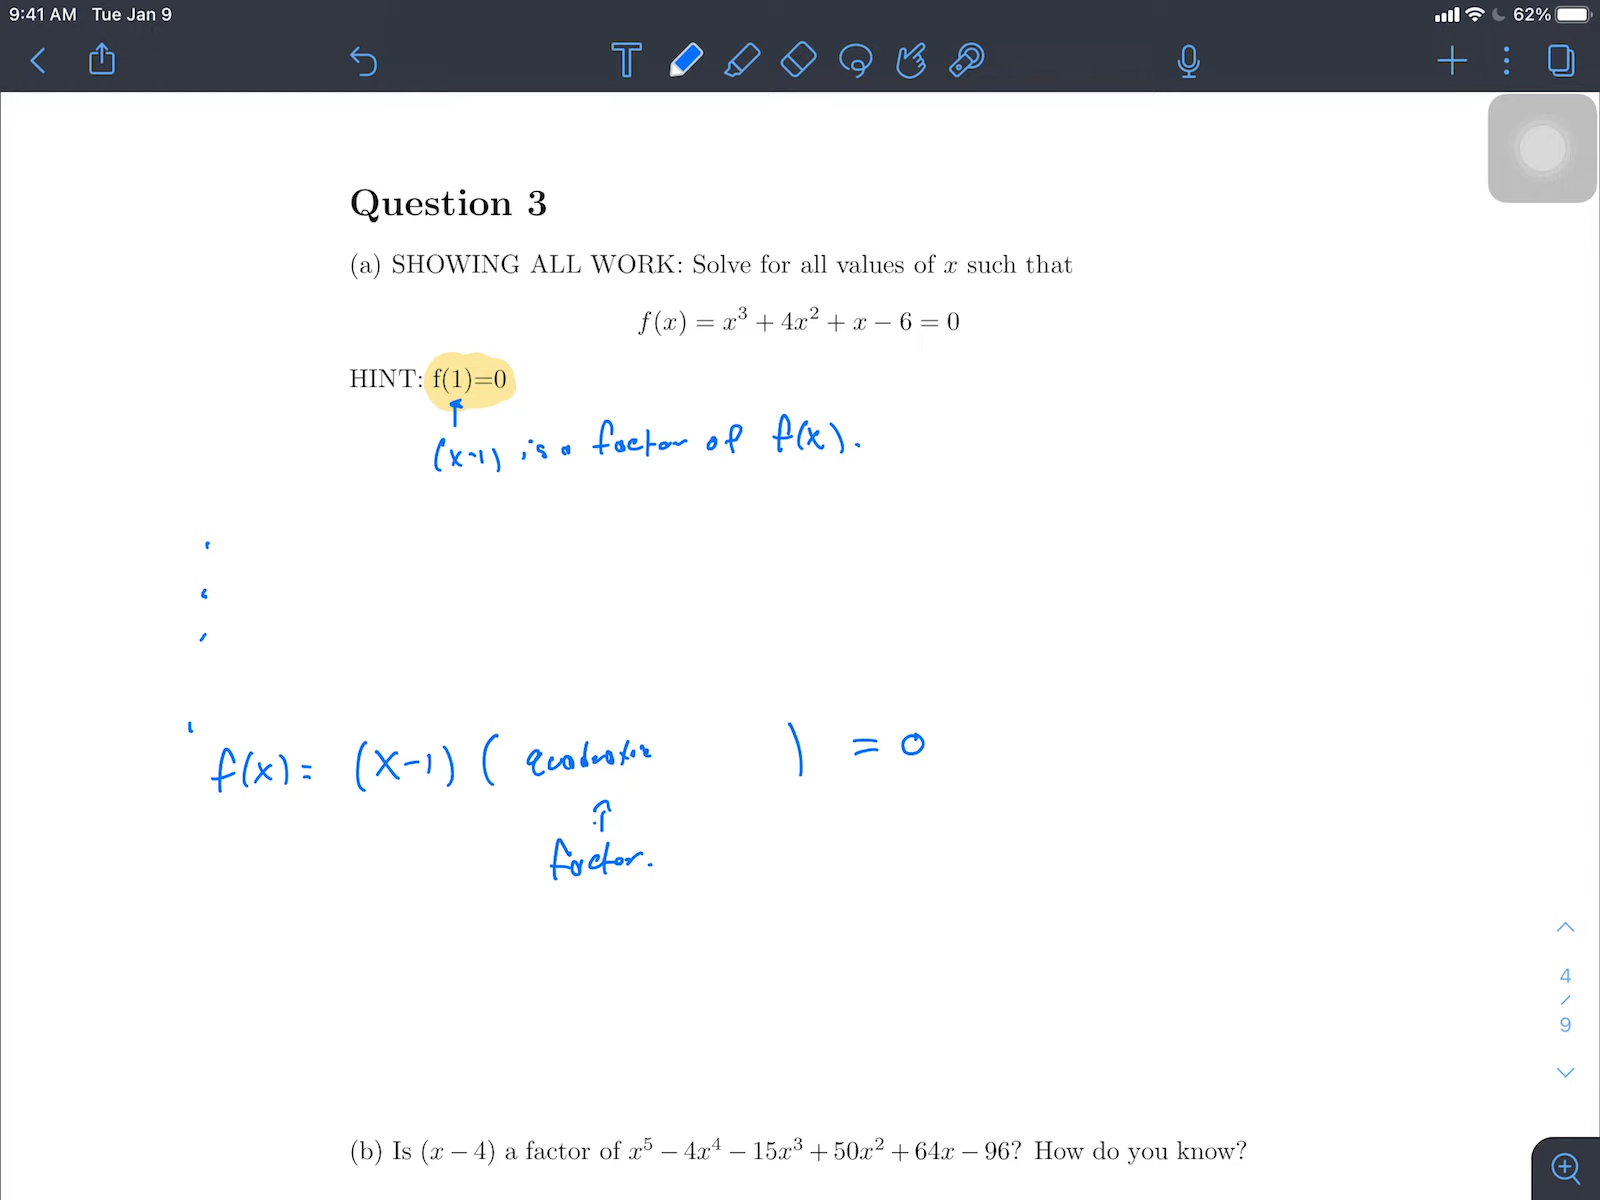 9:41 AM Tue Jan 9
62%
Question 3
(a) SHOWING ALL WORK: Solve for all values of x such that
f(x) = x³ + 4x² + x − 6 = 0
HINT: f(1)=0
(x-1) is a factor of f(x).
f(x) = (x-1) ( quadratic ) = 0
factor.
4
/
9
(b) Is (x − 4) a factor of x⁵ − 4x⁴ − 15x³ + 50x² + 64x − 96? How do you know?